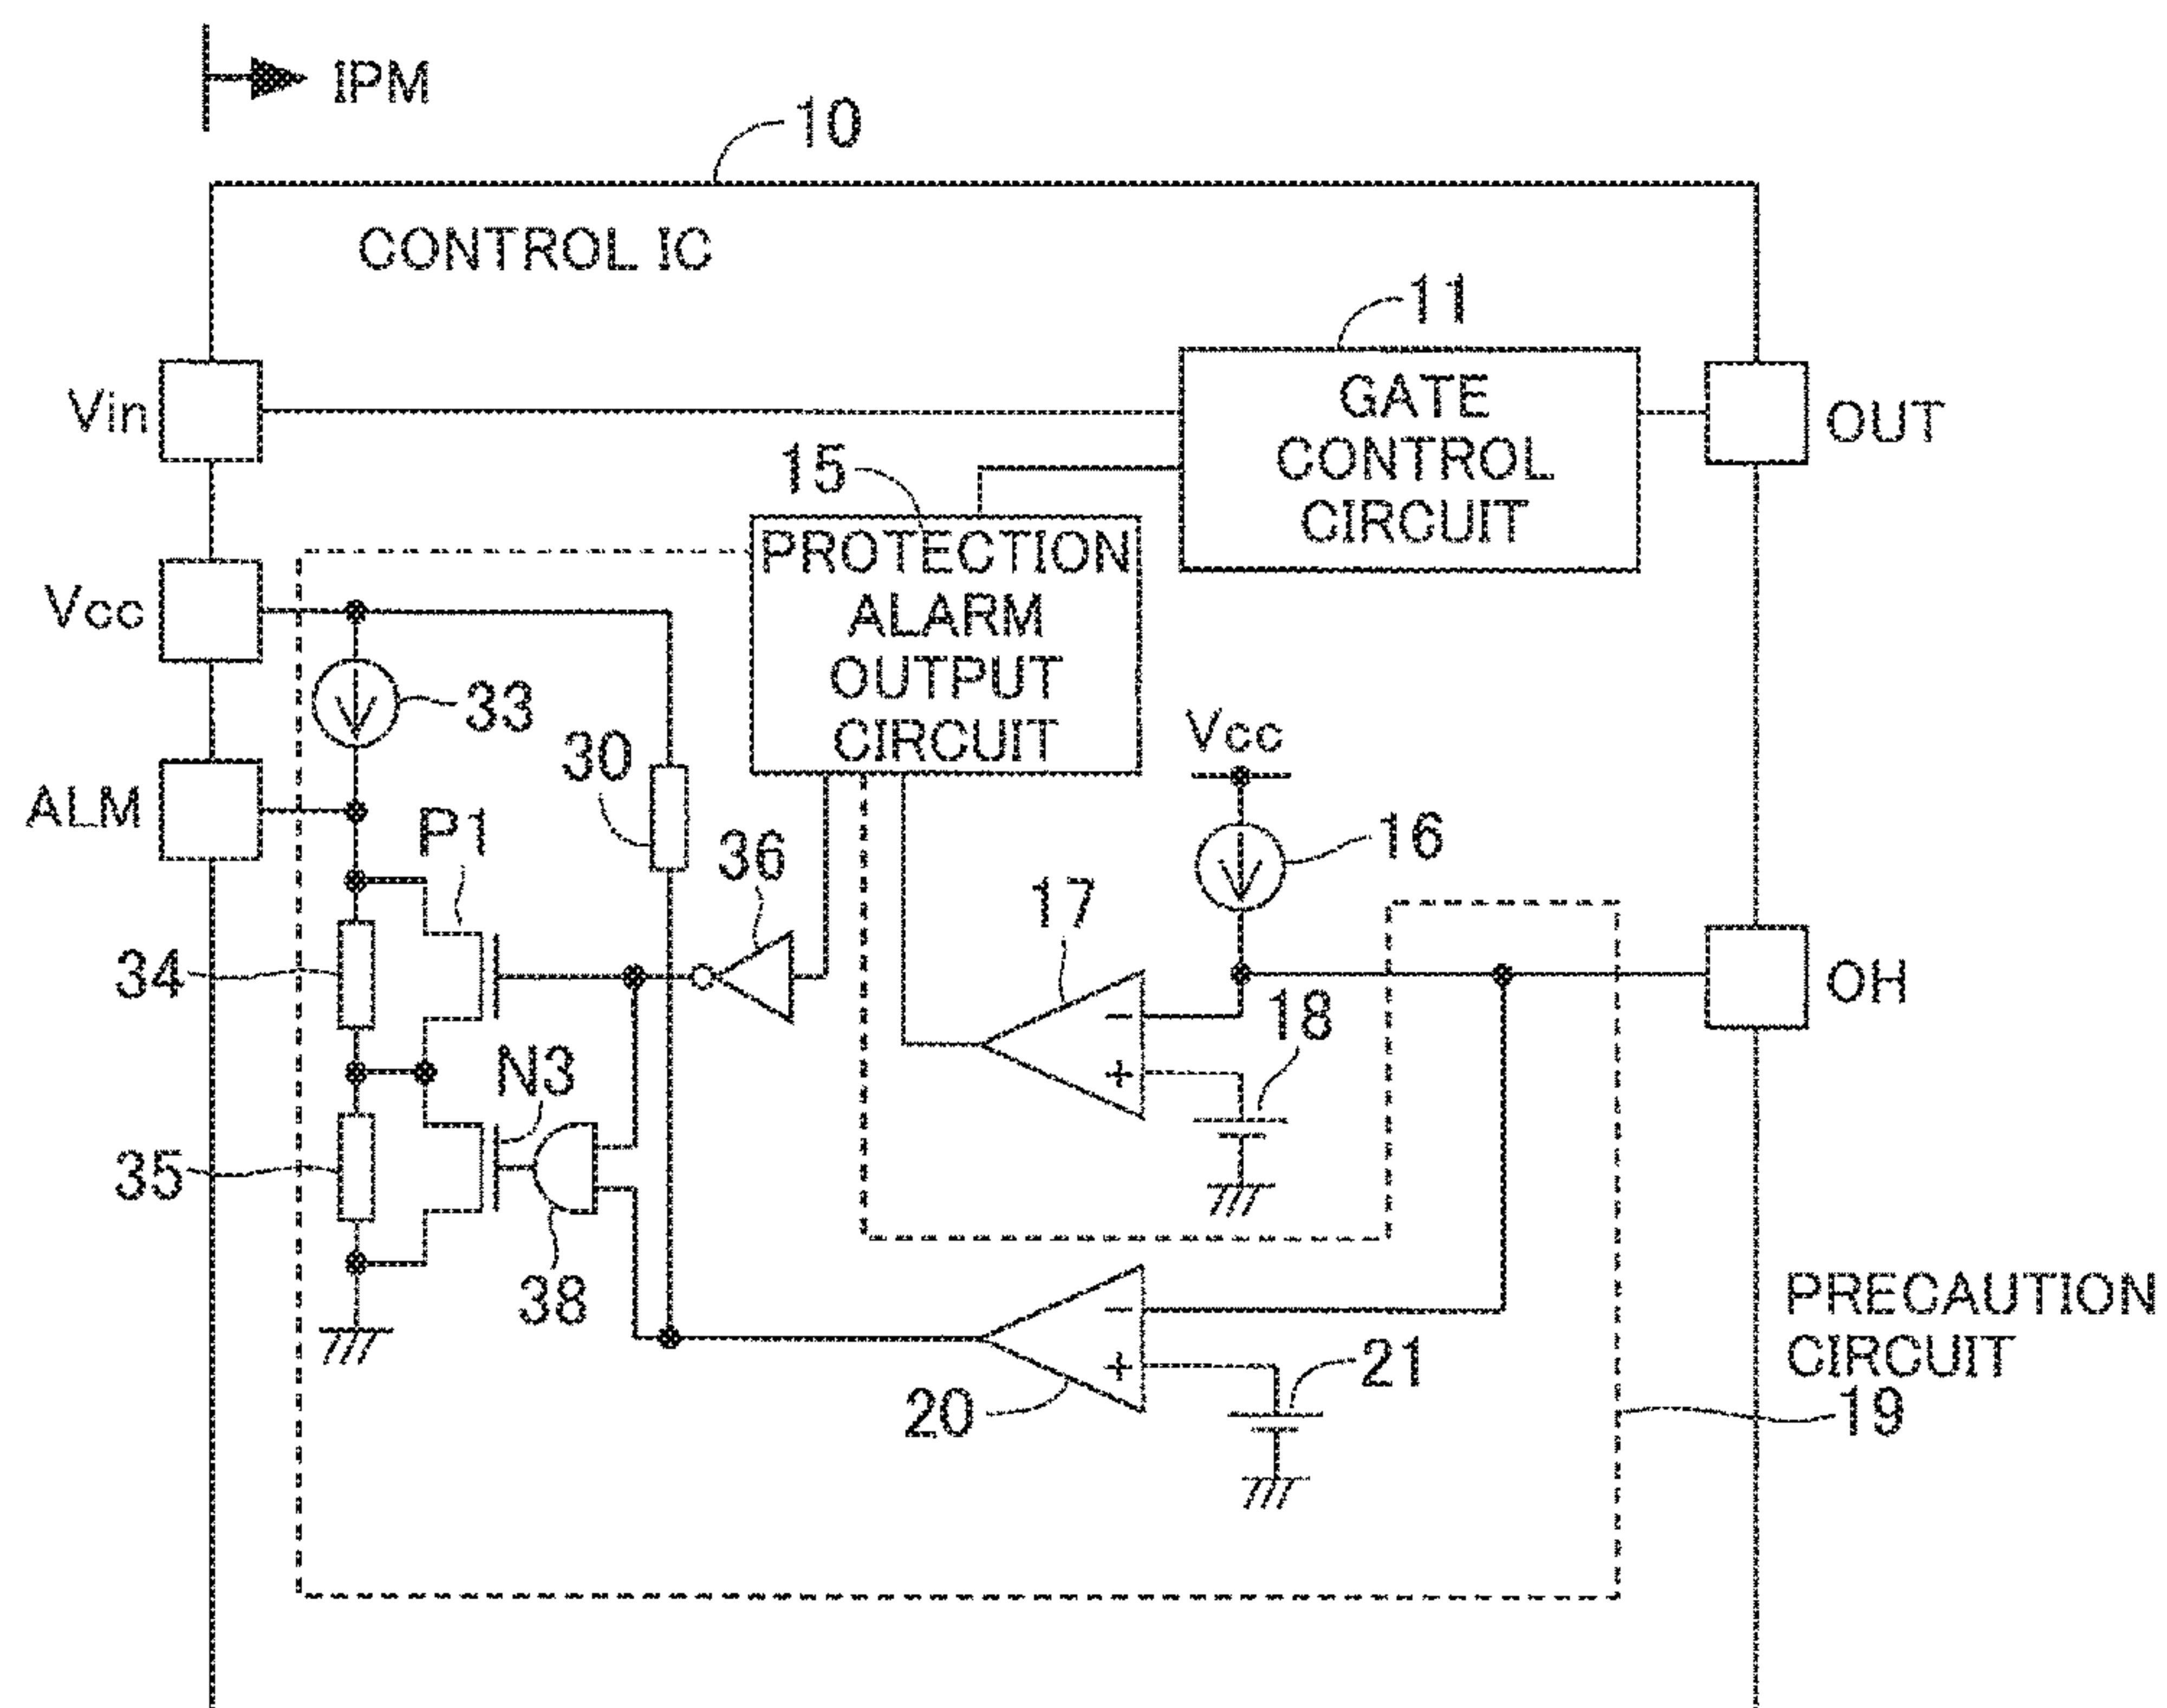 IPM
10
CONTROL IC
11
Vin
GATE
CONTROL
CIRCUIT
OUT
15
PROTECTION
ALARM
OUTPUT
CIRCUIT
Vcc
33
30
Vcc
ALM
P1
36
16
17
34
18
OH
N3
35
38
20
21
PRECAUTION
CIRCUIT
19
−
+
−
+